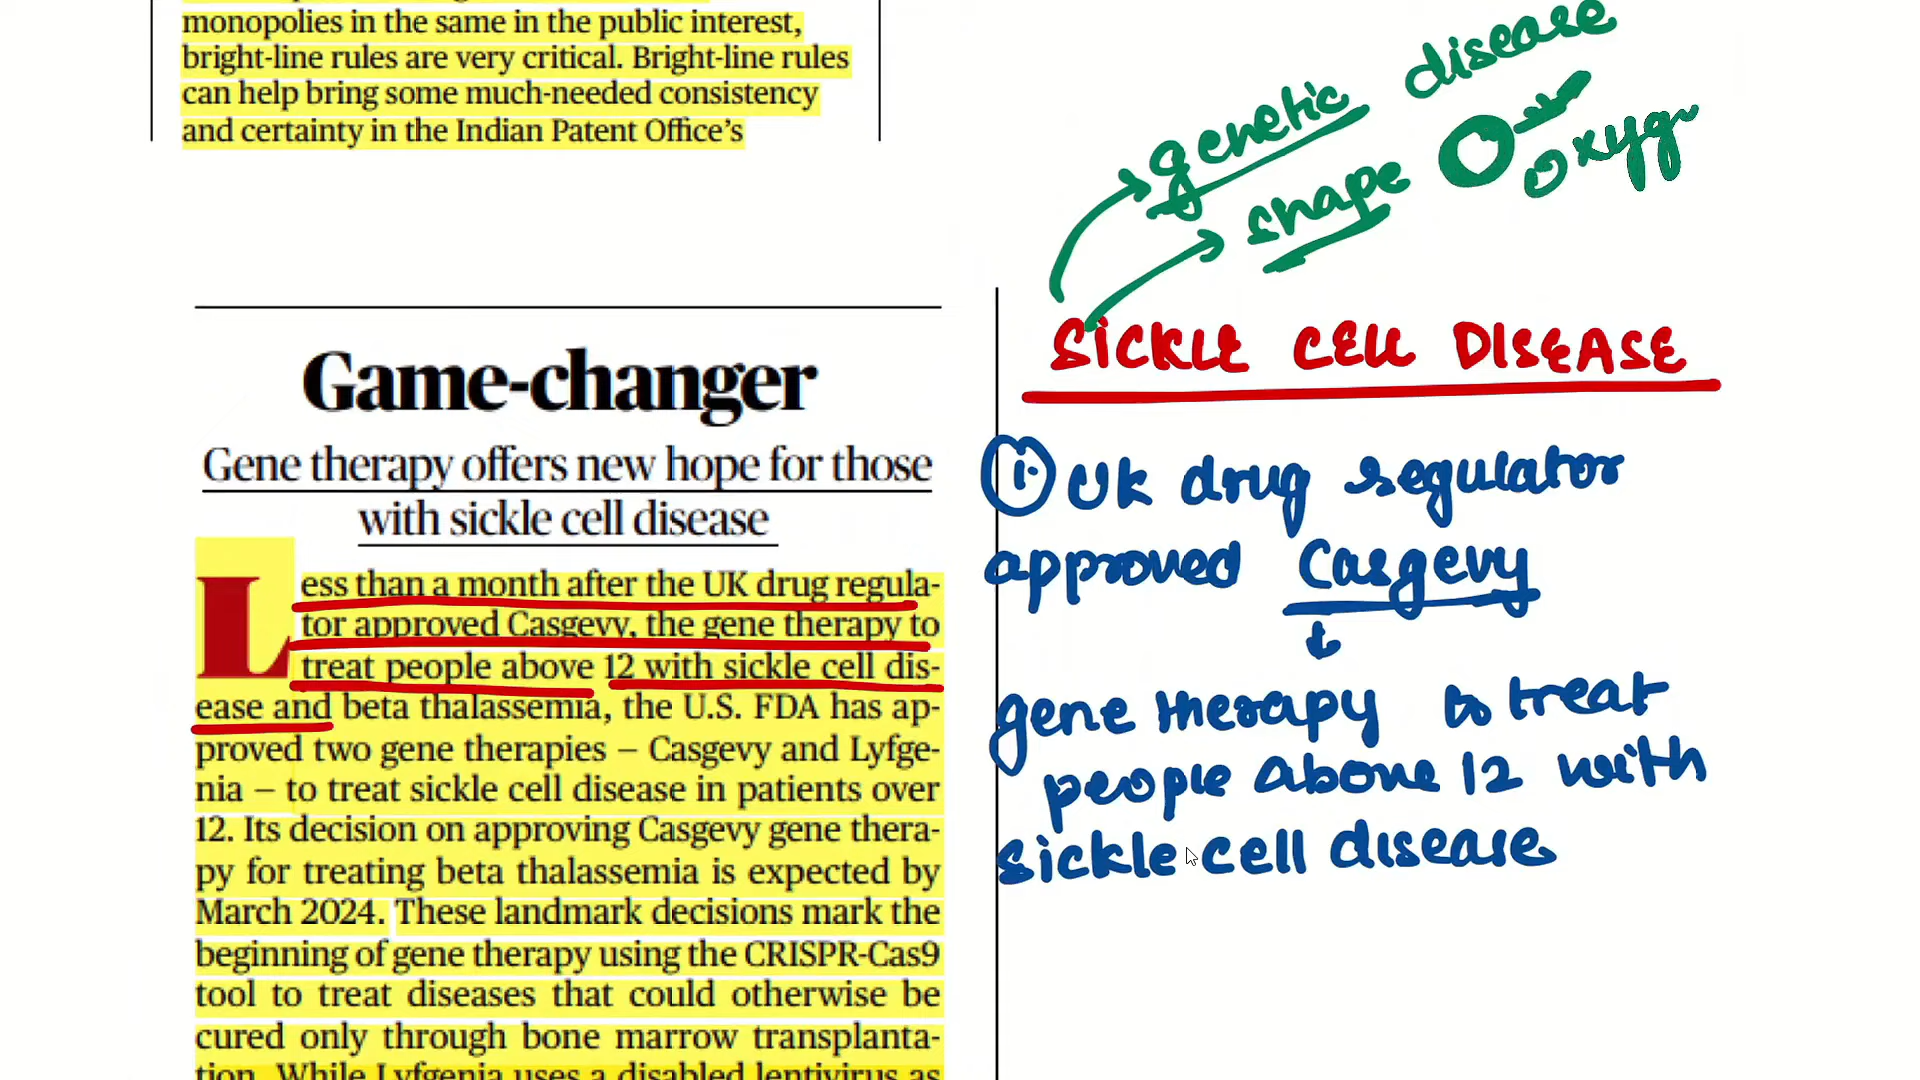 monopolies in the same in the public interest,
bright-line rules are very critical. Bright-line rules
can help bring some much-needed consistency
and certainty in the Indian Patent Office's
Game-changer
Gene therapy offers new hope for those
with sickle cell disease
Less than a month after the UK drug regula-
tor approved Casgevy, the gene therapy to
treat people above 12 with sickle cell dis-
ease and beta thalassemia, the U.S. FDA has ap-
proved two gene therapies – Casgevy and Lyfge-
nia – to treat sickle cell disease in patients over
12. Its decision on approving Casgevy gene thera-
py for treating beta thalassemia is expected by
March 2024. These landmark decisions mark the
beginning of gene therapy using the CRISPR-Cas9
tool to treat diseases that could otherwise be
cured only through bone marrow transplanta-
tion. While Lyfgenia uses a disabled lentivirus as
genetic disease
shape
oxyg
SICKLE CELL DISEASE
1. UK drug regulator
approved Casgevy
gene therapy to treat
people above 12 with
sickle cell disease